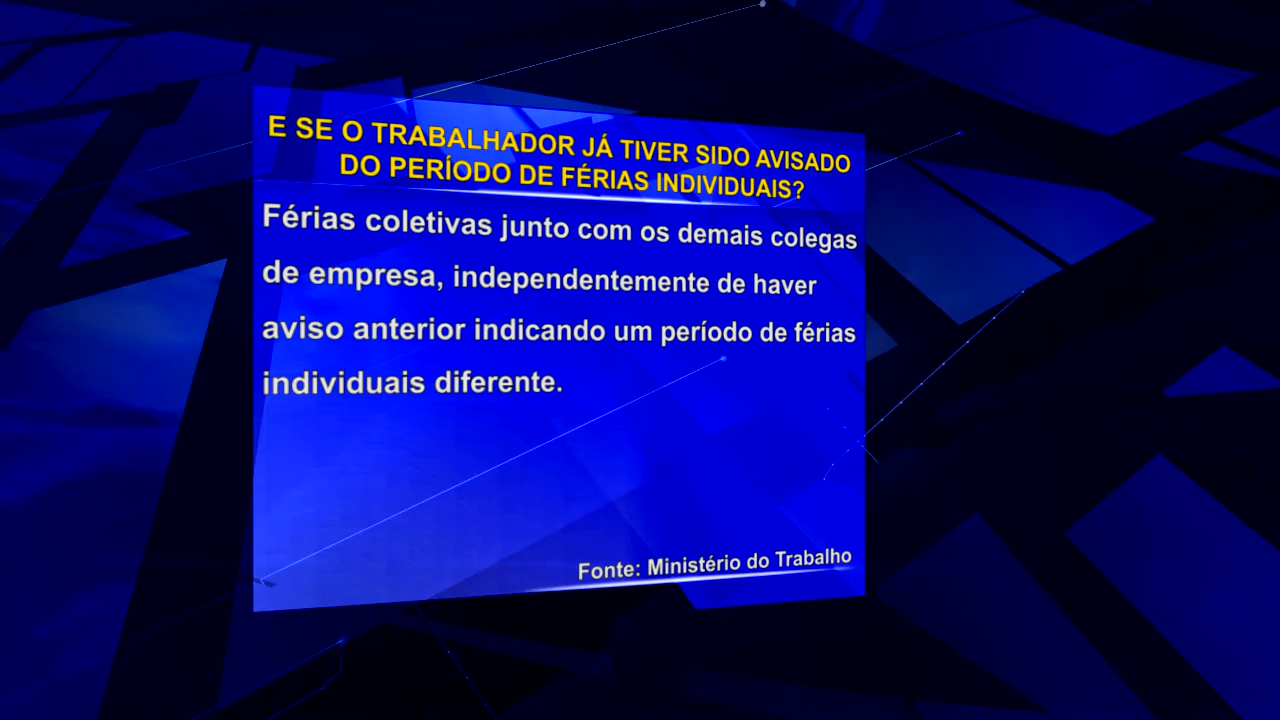 E SE O TRABALHADOR JÁ TIVER SIDO AVISADO
DO PERÍODO DE FÉRIAS INDIVIDUAIS?
Férias coletivas junto com os demais colegas
de empresa, independentemente de haver
aviso anterior indicando um período de férias
individuais diferente.
Fonte: Ministério do Trabalho